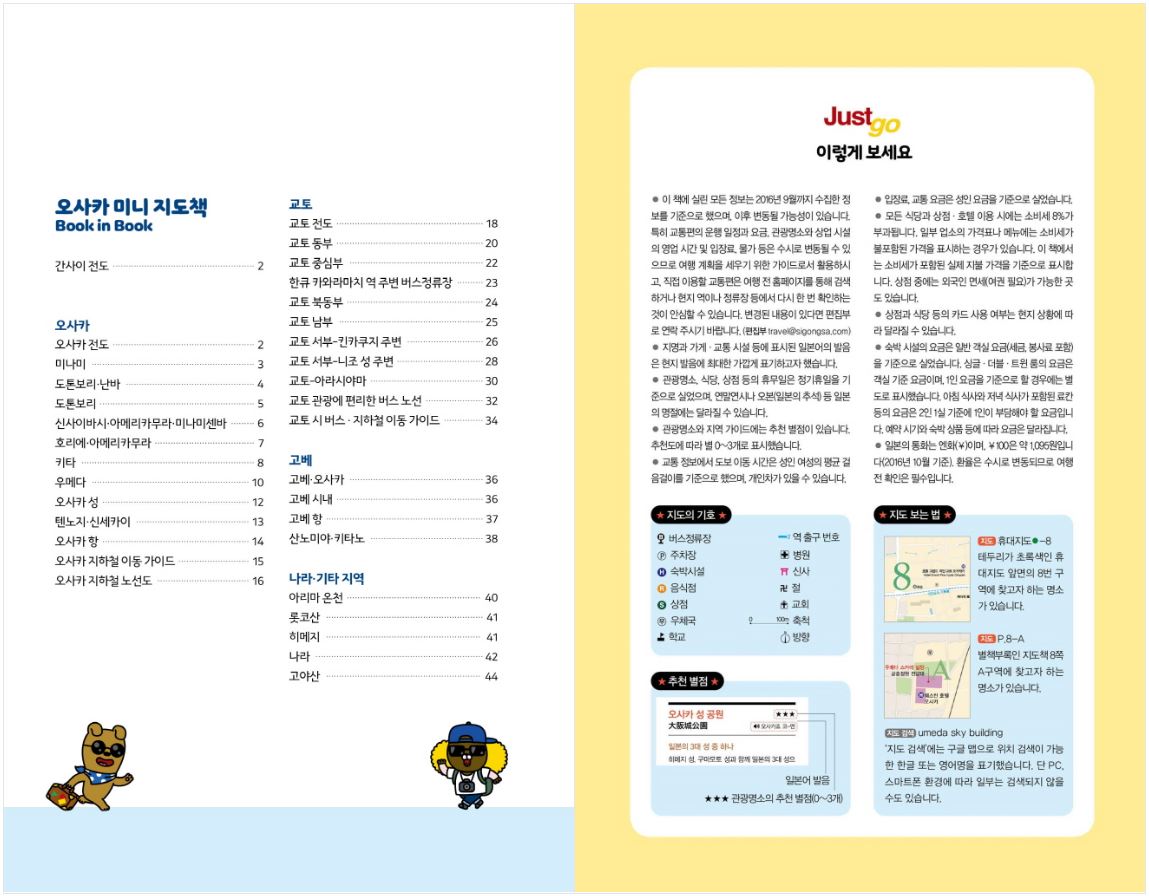 오사카 미니 지도책
Book in Book
간사이 전도 2
오사카
오사카 전도 2
미나미 3
도톤보리·난바 4
도톤보리 5
신사이바시·아메리카무라·미나미센바 6
호리에·아메리카무라 7
키타 8
우메다 10
오사카 성 12
텐노지·신세카이 13
오사카 항 14
오사카 지하철 이동 가이드 15
오사카 지하철 노선도 16
교토
교토 전도 18
교토 동부 20
교토 중심부 22
한큐 카와라마치 역 주변 버스정류장 23
교토 북동부 24
교토 남부 25
교토 서부-킨카쿠지 주변 26
교토 서부-니조 성 주변 28
교토-아라시야마 30
교토 관광에 편리한 버스 노선 32
교토 시 버스·지하철 이동 가이드 34
고베
고베·오사카 36
고베 시내 36
고베 항 37
산노미야·키타노 38
나라·기타 지역
아리마 온천 40
롯코산 41
히메지 41
나라 42
고야산 44
Just go
이렇게 보세요
● 이 책에 실린 모든 정보는 2016년 9월까지 수집한 정
보를 기준으로 했으며, 이후 변동될 가능성이 있습니다.
특히 교통편의 운행 일정과 요금, 관광명소와 상업 시설
의 영업 시간 및 입장료, 물가 등은 수시로 변동될 수 있
으므로 여행 계획을 세우기 위한 가이드로서 활용하시
고, 직접 이용할 교통편은 여행 전 홈페이지를 통해 검색
하거나 현지 역이나 정류장 등에서 다시 한 번 확인하는
것이 안심할 수 있습니다. 변경된 내용이 있다면 편집부
로 연락 주시기 바랍니다. (편집부 travel@sigongsa.com)
● 지명과 가게·교통 시설 등에 표시된 일본어의 발음
은 현지 발음에 최대한 가깝게 표기하고자 했습니다.
● 관광명소, 식당, 상점 등의 휴무일은 정기휴일을 기
준으로 실었으며, 연말연시나 오본(일본의 추석) 등 일본
의 명절에는 달라질 수 있습니다.
● 관광명소와 지역 가이드에는 추천 별점이 있습니다.
추천도에 따라 별 0~3개로 표시했습니다.
● 교통 정보에서 도보 이동 시간은 성인 여성의 평균 걸
음걸이를 기준으로 했으며, 개인차가 있을 수 있습니다.
● 입장료, 교통 요금은 성인 요금을 기준으로 실었습니다.
● 모든 식당과 상점·호텔 이용 시에는 소비세 8%가
부과됩니다. 일부 업소의 가격표나 메뉴에는 소비세가
불포함된 가격을 표시하는 경우가 있습니다. 이 책에서
는 소비세가 포함된 실제 지불 가격을 기준으로 표시합
니다. 상점 중에는 외국인 면세(여권 필요)가 가능한 곳
도 있습니다.
● 상점과 식당 등의 카드 사용 여부는 현지 상황에 따
라 달라질 수 있습니다.
● 숙박 시설의 요금은 일반 객실 요금(세금, 봉사료 포함)
을 기준으로 실었습니다. 싱글·더블·트윈 룸의 요금은
객실 기준 요금이며, 1인 요금을 기준으로 할 경우에는 별
도로 표시했습니다. 아침 식사와 저녁 식사가 포함된 료칸
등의 요금은 2인 1실 기준에 1인이 부담해야 할 요금입니
다. 예약 시기와 숙박 상품 등에 따라 요금은 달라집니다.
● 일본의 통화는 엔화(¥)이며, ¥100은 약 1,095원입니
다(2016년 10월 기준). 환율은 수시로 변동되므로 여행
전 확인은 필수입니다.
★ 지도의 기호 ★
버스정류장
Ⓟ 주차장
H 숙박시설
R 음식점
S 상점
우체국
학교
역 출구 번호
병원
신사
卍 절
교회
0 100m 축척
방향
★ 추천 별점 ★
오사카 성 공원 ★★★
大阪城公園 오사카죠 코-엔
일본의 3대 성 중 하나
히메지 성, 구마모토 성과 함께 일본의 3대 성으
일본어 발음
★★★ 관광명소의 추천 별점(0~3개)
★ 지도 보는 법 ★
8
지도 휴대지도●-8
테두리가 초록색인 휴
대지도 앞면의 8번 구
역에 찾고자 하는 명소
가 있습니다.
A
지도 P.8-A
별책부록인 지도책 8쪽
A구역에 찾고자 하는
명소가 있습니다.
지도 검색 umeda sky building
'지도 검색'에는 구글 맵으로 위치 검색이 가능
한 한글 또는 영어명을 표기했습니다. 단 PC,
스마트폰 환경에 따라 일부는 검색되지 않을
수도 있습니다.